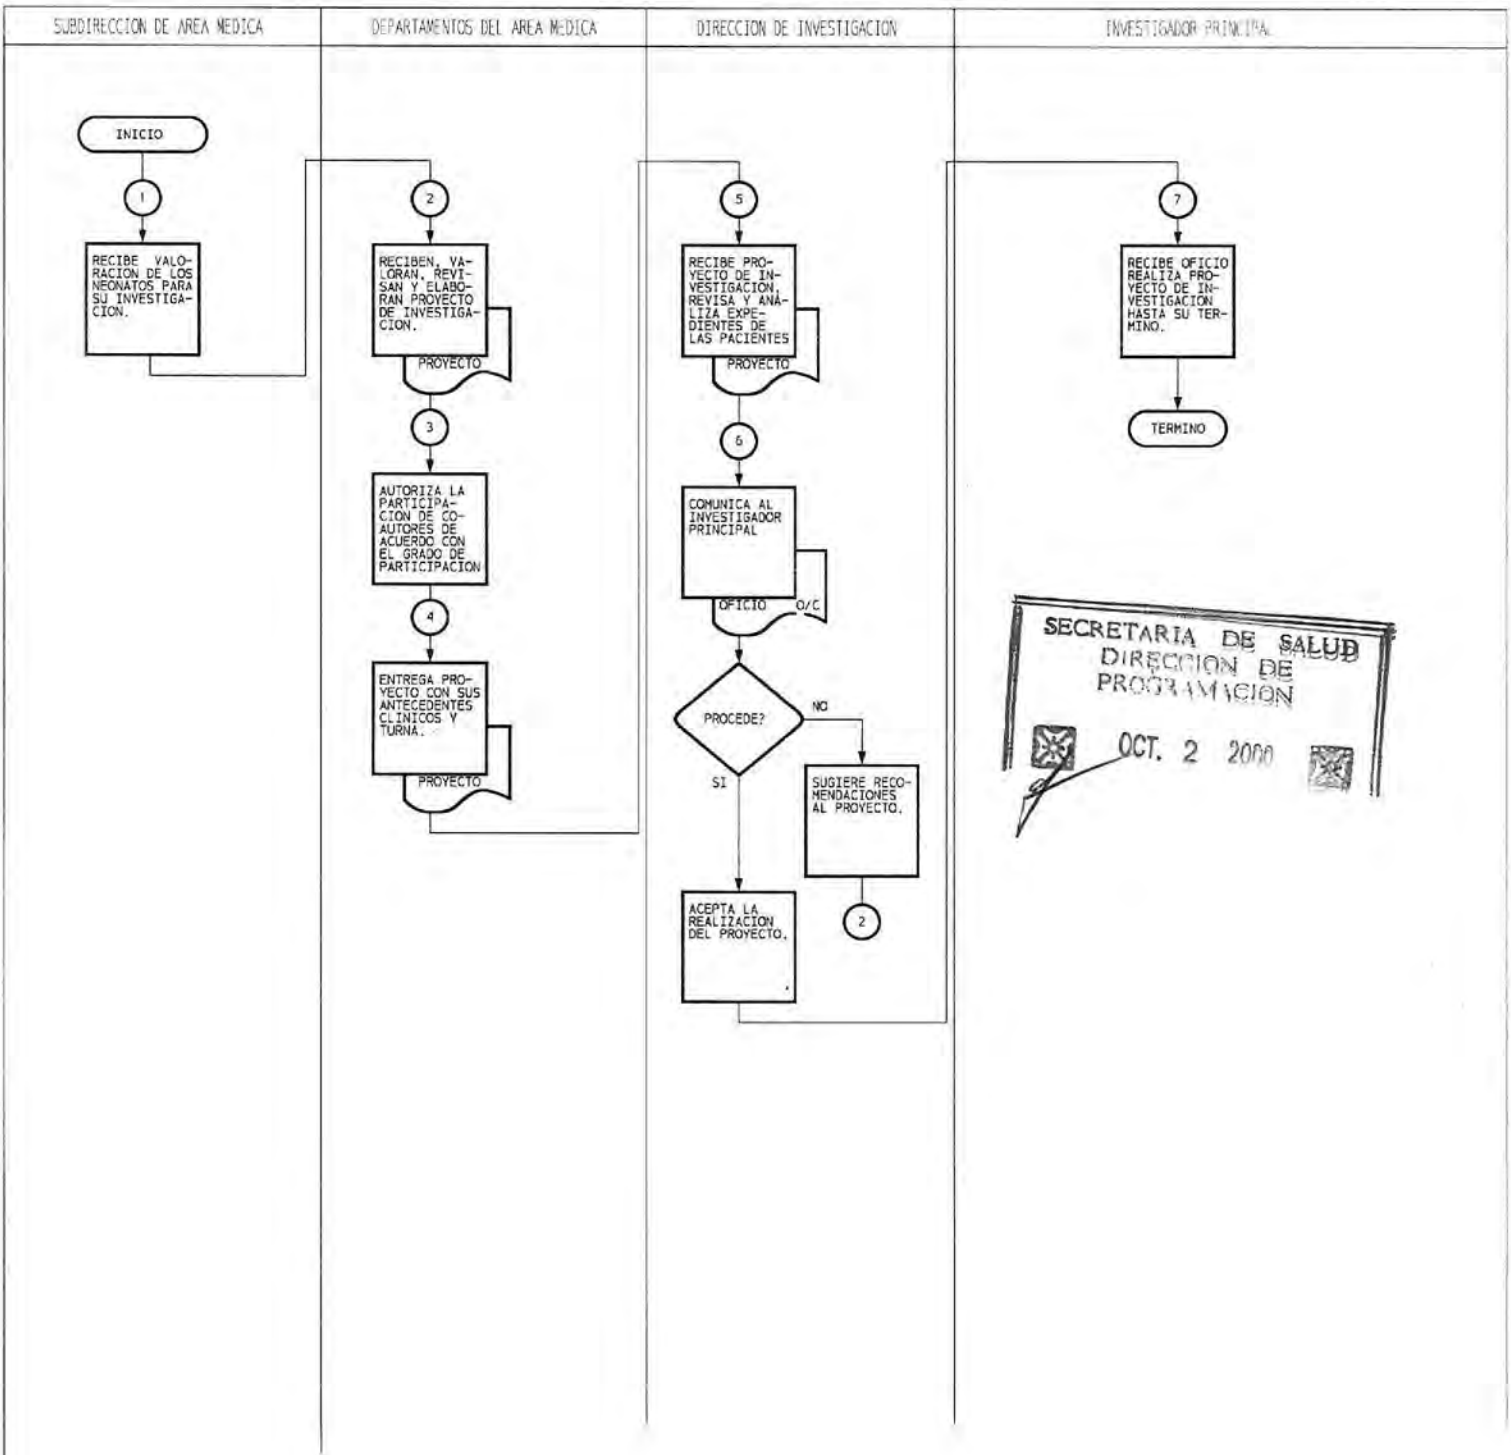 SUBDIRECCION DE AREA MEDICA
DEPARTAMENTOS DEL AREA MEDICA
DIRECCION DE INVESTIGACION
INVESTIGADOR PRINCIPAL
INICIO
1
RECIBE VALO-
RACION DE LOS
NEONATOS PARA
SU INVESTIGA-
CION.
2
RECIBEN, VA-
LORAN, REVI-
SAN Y ELABO-
RAN PROYECTO
DE INVESTIGA-
CION.
PROYECTO
3
AUTORIZA LA
PARTICIPA-
CION DE CO-
AUTORES DE
ACUERDO CON
EL GRADO DE
PARTICIPACION
4
ENTREGA PRO-
YECTO CON SUS
ANTECEDENTES
CLINICOS Y
TURNA.
PROYECTO
5
RECIBE PRO-
YECTO DE IN-
VESTIGACION,
REVISA Y ANA-
LIZA EXPE-
DIENTES DE
LAS PACIENTES
PROYECTO
6
COMUNICA AL
INVESTIGADOR
PRINCIPAL
OFICIO O/C
PROCEDE?
NO
SI
SUGIERE RECO-
MENDACIONES
AL PROYECTO.
2
ACEPTA LA
REALIZACION
DEL PROYECTO.
7
RECIBE OFICIO
REALIZA PRO-
YECTO DE IN-
VESTIGACION
HASTA SU TER-
MINO.
TERMINO
SECRETARIA DE SALUD
DIRECCION DE
PROGRAMACION
OCT. 2 2000